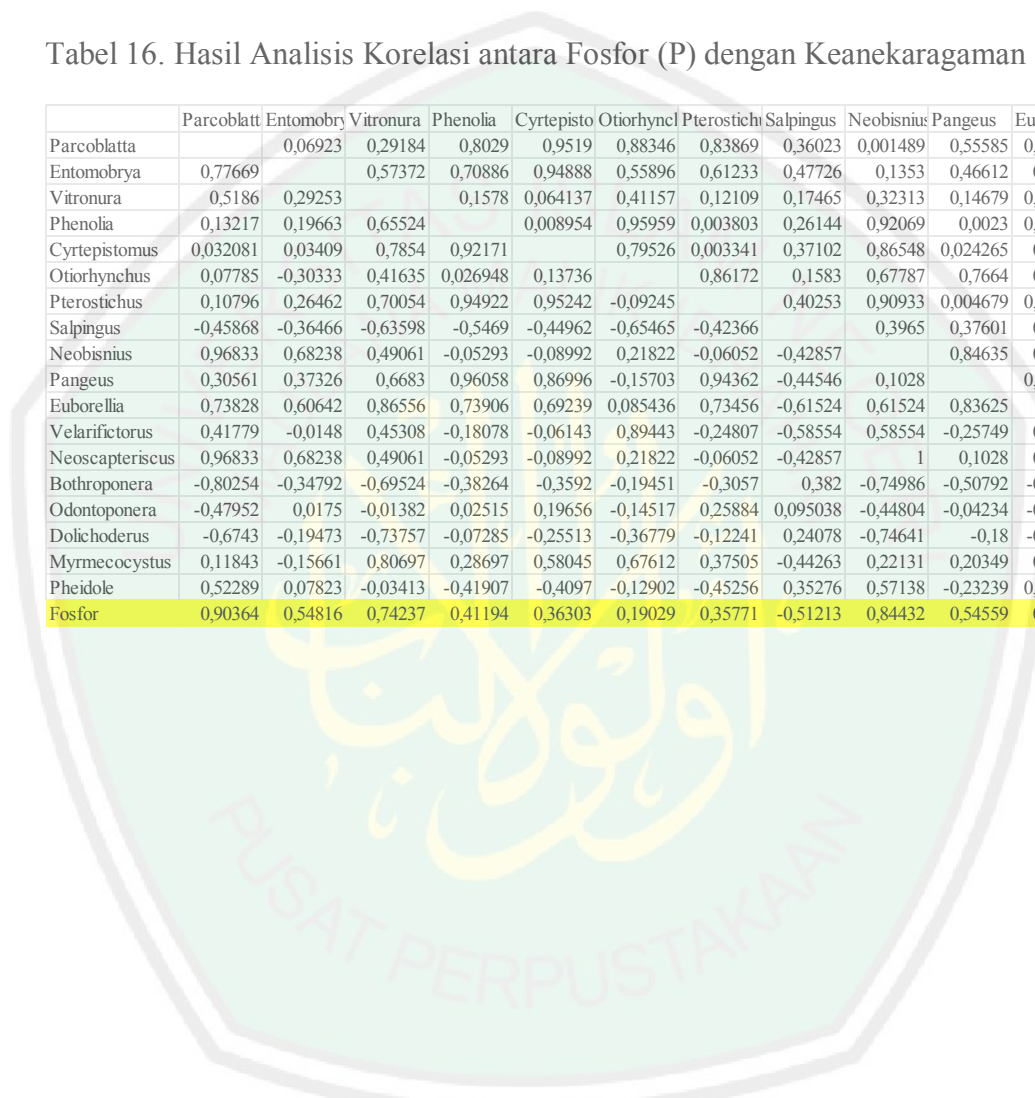 Tabel 16. Hasil Analisis Korelasi antara Fosfor (P) dengan Keanekaragaman
Parcoblatt Entomobry Vitronura Phenolia Cyrtepisto Otiorhyncl Pterostichu Salpingus Neobisnius Pangeus Eu
Parcoblatta 0,06923 0,29184 0,8029 0,9519 0,88346 0,83869 0,36023 0,001489 0,55585 0,
Entomobrya 0,77669 0,57372 0,70886 0,94888 0,55896 0,61233 0,47726 0,1353 0,46612
Vitronura 0,5186 0,29253 0,1578 0,064137 0,41157 0,12109 0,17465 0,32313 0,14679 0,
Phenolia 0,13217 0,19663 0,65524 0,008954 0,95959 0,003803 0,26144 0,92069 0,0023 0,
Cyrtepistomus 0,032081 0,03409 0,7854 0,92171 0,79526 0,003341 0,37102 0,86548 0,024265
Otiorhynchus 0,07785 -0,30333 0,41635 0,026948 0,13736 0,86172 0,1583 0,67787 0,7664
Pterostichus 0,10796 0,26462 0,70054 0,94922 0,95242 -0,09245 0,40253 0,90933 0,004679 0,
Salpingus -0,45868 -0,36466 -0,63598 -0,5469 -0,44962 -0,65465 -0,42366 0,3965 0,37601
Neobisnius 0,96833 0,68238 0,49061 -0,05293 -0,08992 0,21822 -0,06052 -0,42857 0,84635
Pangeus 0,30561 0,37326 0,6683 0,96058 0,86996 -0,15703 0,94362 -0,44546 0,1028 0,
Euborellia 0,73828 0,60642 0,86556 0,73906 0,69239 0,085436 0,73456 -0,61524 0,61524 0,83625
Velarifictorus 0,41779 -0,0148 0,45308 -0,18078 -0,06143 0,89443 -0,24807 -0,58554 0,58554 -0,25749
Neoscapteriscus 0,96833 0,68238 0,49061 -0,05293 -0,08992 0,21822 -0,06052 -0,42857 1 0,1028
Bothroponera -0,80254 -0,34792 -0,69524 -0,38264 -0,3592 -0,19451 -0,3057 0,382 -0,74986 -0,50792
Odontoponera -0,47952 0,0175 -0,01382 0,02515 0,19656 -0,14517 0,25884 0,095038 -0,44804 -0,04234
Dolichoderus -0,6743 -0,19473 -0,73757 -0,07285 -0,25513 -0,36779 -0,12241 0,24078 -0,74641 -0,18
Myrmecocystus 0,11843 -0,15661 0,80697 0,28697 0,58045 0,67612 0,37505 -0,44263 0,22131 0,20349
Pheidole 0,52289 0,07823 -0,03413 -0,41907 -0,4097 -0,12902 -0,45256 0,35276 0,57138 -0,23239 0,
Fosfor 0,90364 0,54816 0,74237 0,41194 0,36303 0,19029 0,35771 -0,51213 0,84432 0,54559
PUSAT PERPUSTAKAAN